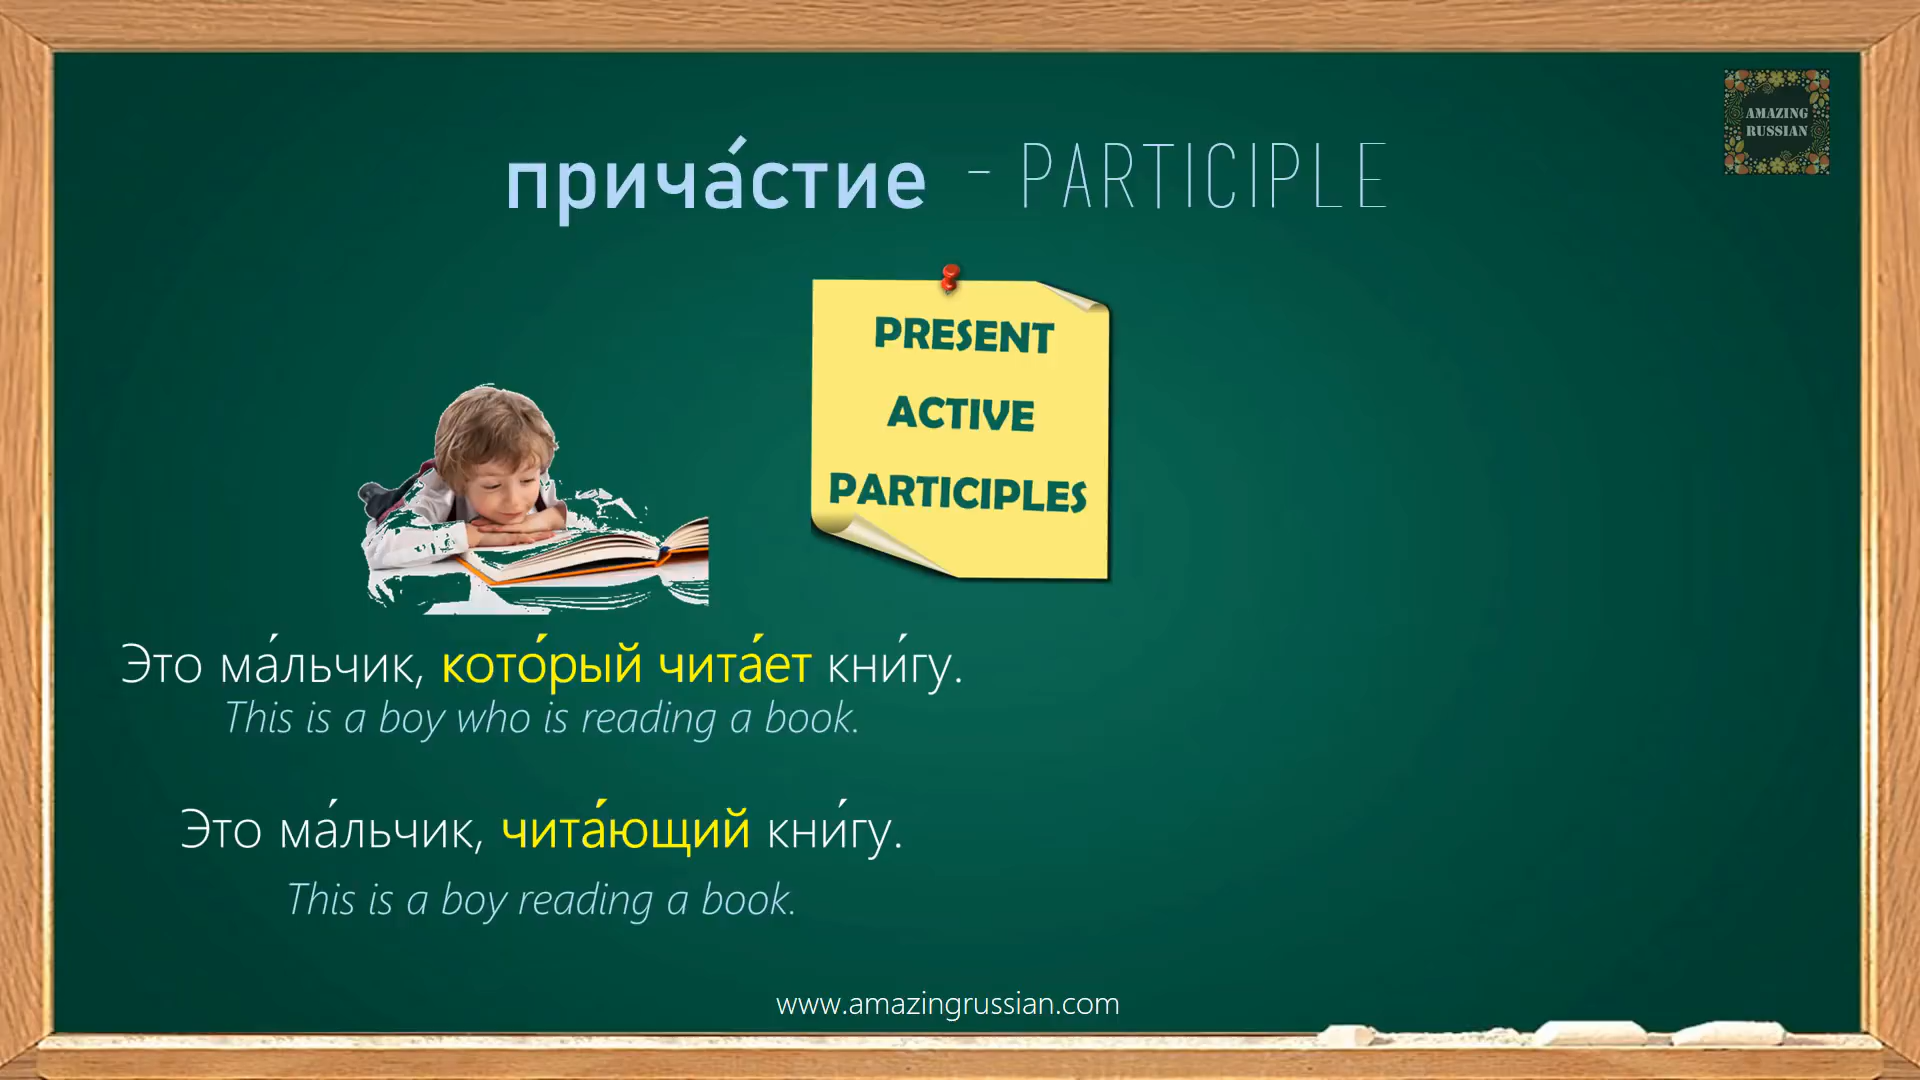 AMAZING
RUSSIAN
прича́стие - PARTICIPLE
PRESENT
ACTIVE
PARTICIPLES
Это ма́льчик, кото́рый чита́ет кни́гу.
This is a boy who is reading a book.
Это ма́льчик, чита́ющий кни́гу.
This is a boy reading a book.
www.amazingrussian.com